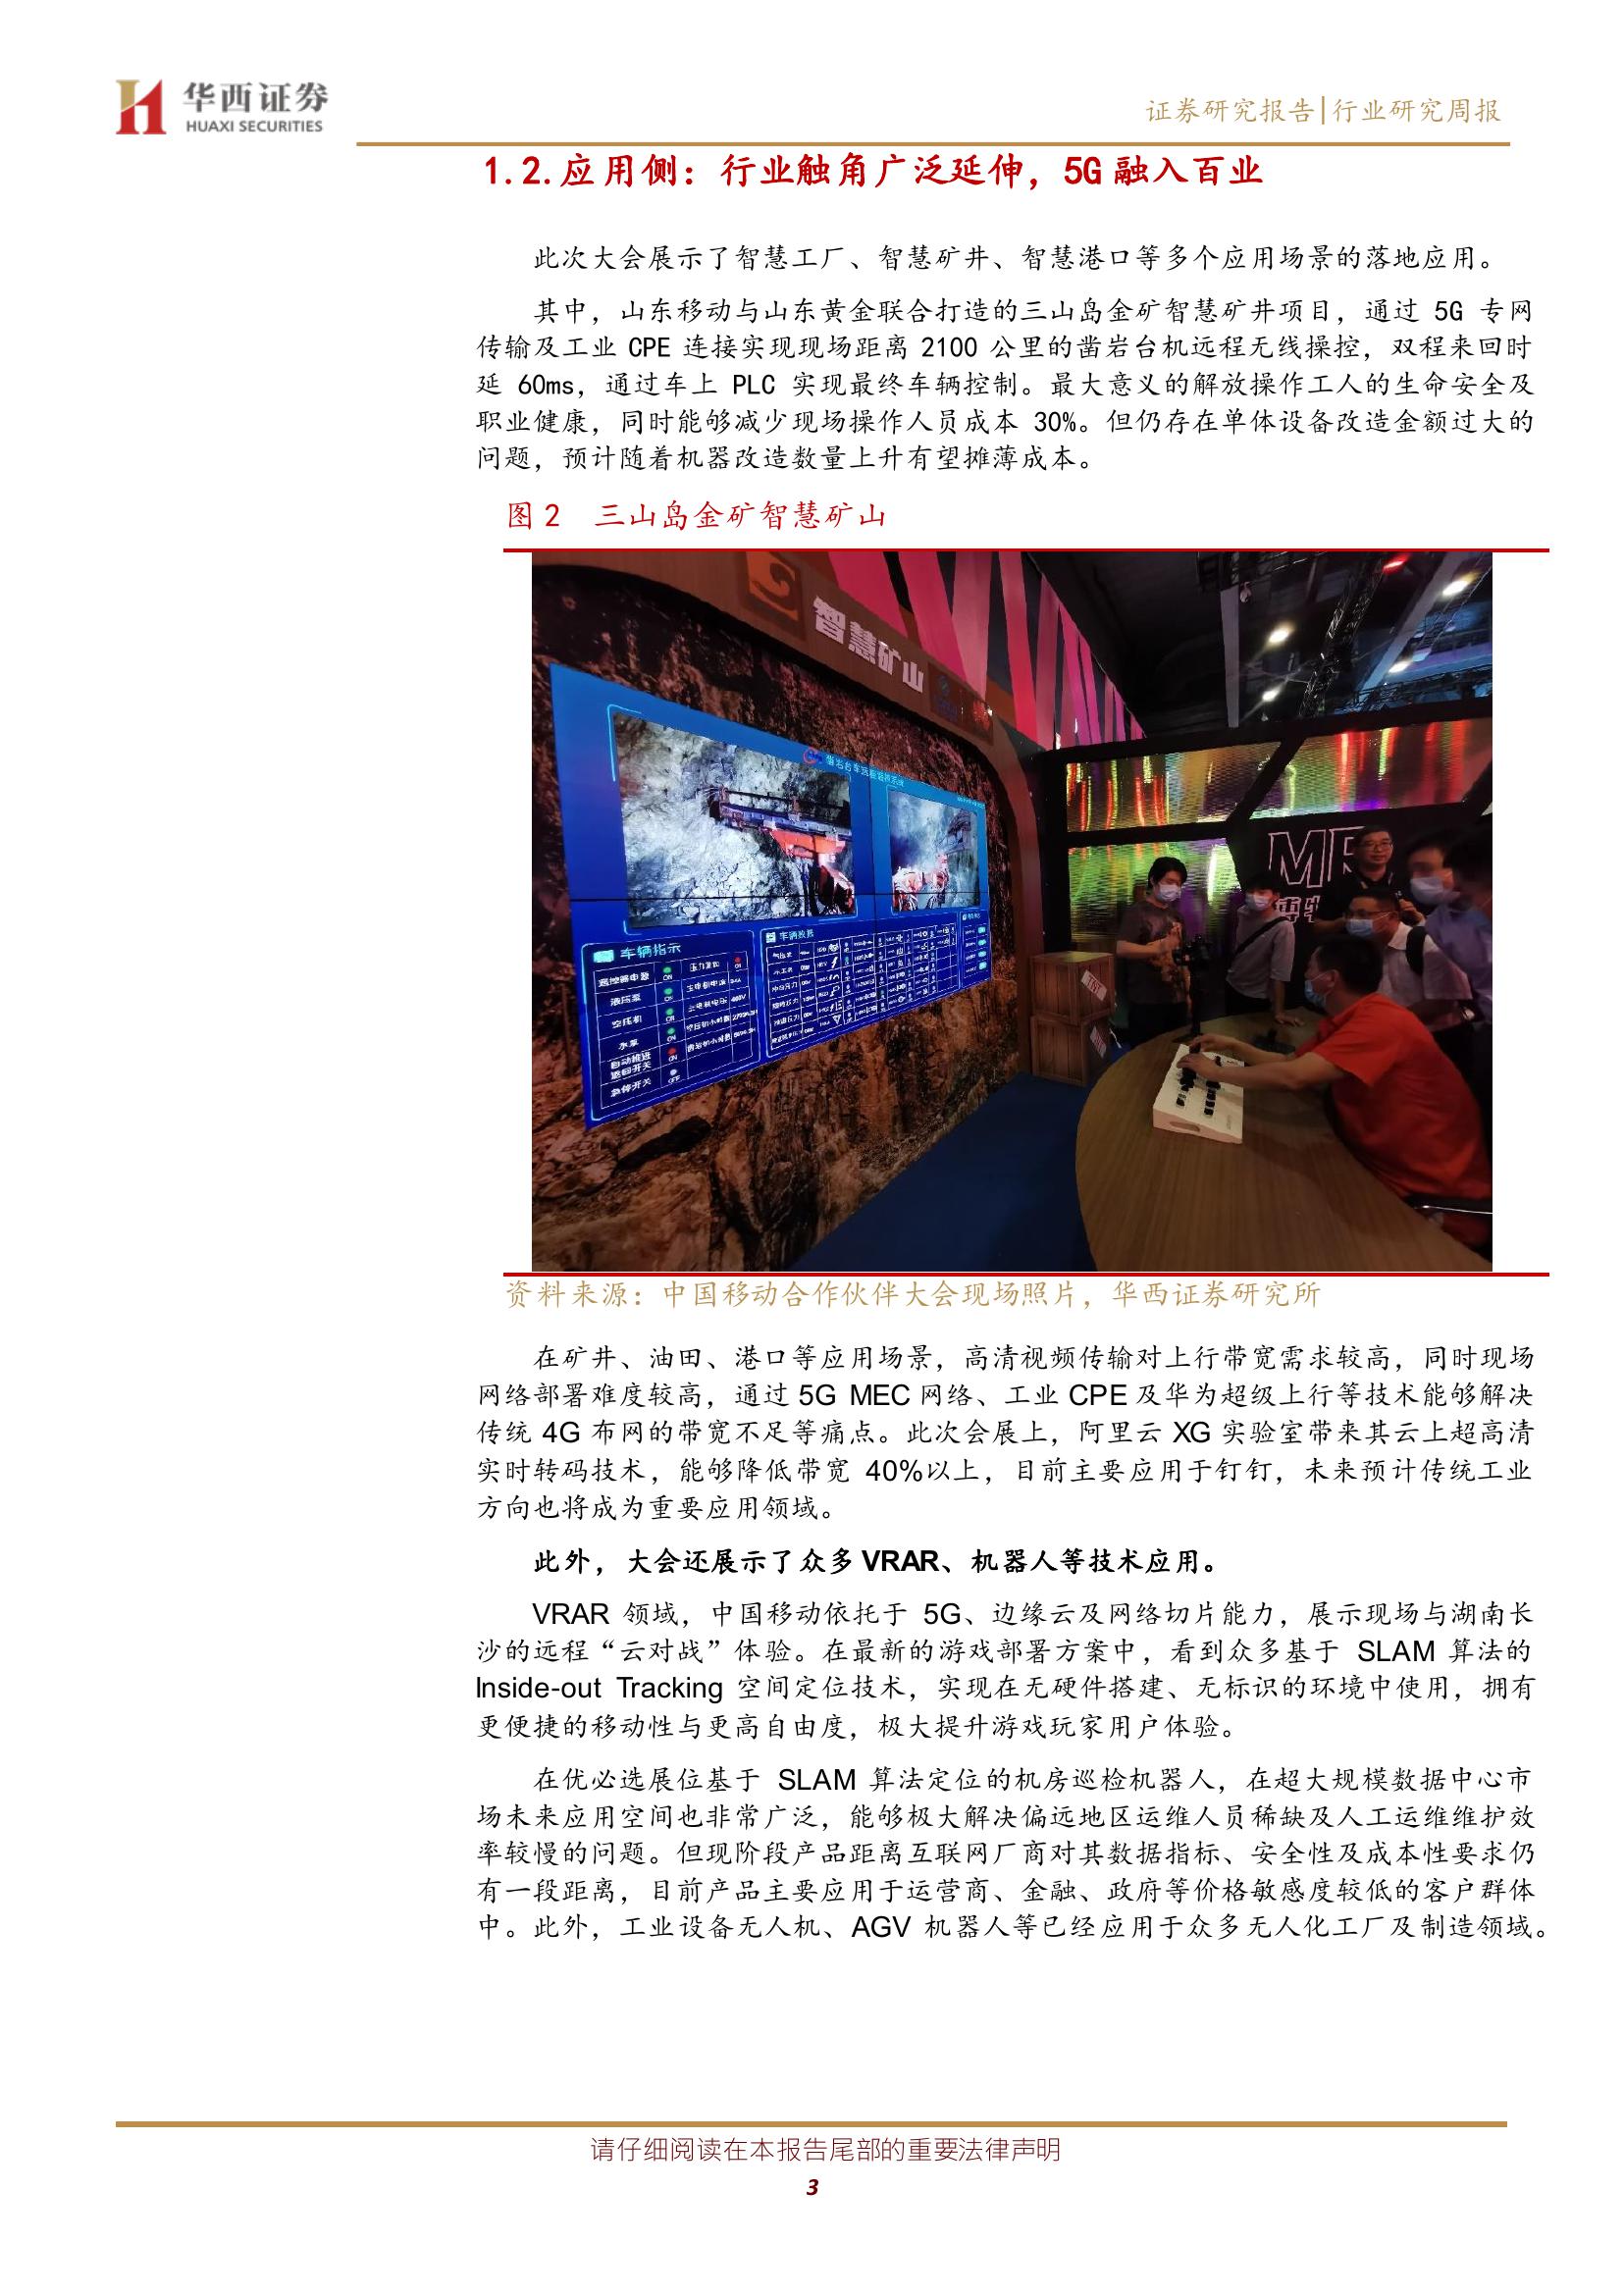 华西证券
HUAXI SECURITIES
证券研究报告|行业研究周报
1.2.应用侧：行业触角广泛延伸，5G 融入百业
此次大会展示了智慧工厂、智慧矿井、智慧港口等多个应用场景的落地应用。
其中，山东移动与山东黄金联合打造的三山岛金矿智慧矿井项目，通过 5G 专网
传输及工业 CPE 连接实现现场距离 2100 公里的凿岩台机远程无线操控，双程来回时
延 60ms，通过车上 PLC 实现最终车辆控制。最大意义的解放操作工人的生命安全及
职业健康，同时能够减少现场操作人员成本 30%。但仍存在单体设备改造金额过大的
问题，预计随着机器改造数量上升有望摊薄成本。
图 2 三山岛金矿智慧矿山
智慧矿山
车辆指示
液压泵
ON
空压机
ON
水泵
ON
急停开关
OFF
车辆数据
资料来源：中国移动合作伙伴大会现场照片，华西证券研究所
在矿井、油田、港口等应用场景，高清视频传输对上行带宽需求较高，同时现场
网络部署难度较高，通过 5G MEC 网络、工业 CPE 及华为超级上行等技术能够解决
传统 4G 布网的带宽不足等痛点。此次会展上，阿里云 XG 实验室带来其云上超高清
实时转码技术，能够降低带宽 40%以上，目前主要应用于钉钉，未来预计传统工业
方向也将成为重要应用领域。
此外，大会还展示了众多 VRAR、机器人等技术应用。
VRAR 领域，中国移动依托于 5G、边缘云及网络切片能力，展示现场与湖南长
沙的远程“云对战”体验。在最新的游戏部署方案中，看到众多基于 SLAM 算法的
Inside-out Tracking 空间定位技术，实现在无硬件搭建、无标识的环境中使用，拥有
更便捷的移动性与更高自由度，极大提升游戏玩家用户体验。
在优必选展位基于 SLAM 算法定位的机房巡检机器人，在超大规模数据中心市
场未来应用空间也非常广泛，能够极大解决偏远地区运维人员稀缺及人工运维维护效
率较慢的问题。但现阶段产品距离互联网厂商对其数据指标、安全性及成本性要求仍
有一段距离，目前产品主要应用于运营商、金融、政府等价格敏感度较低的客户群体
中。此外，工业设备无人机、AGV 机器人等已经应用于众多无人化工厂及制造领域。
请仔细阅读在本报告尾部的重要法律声明
3